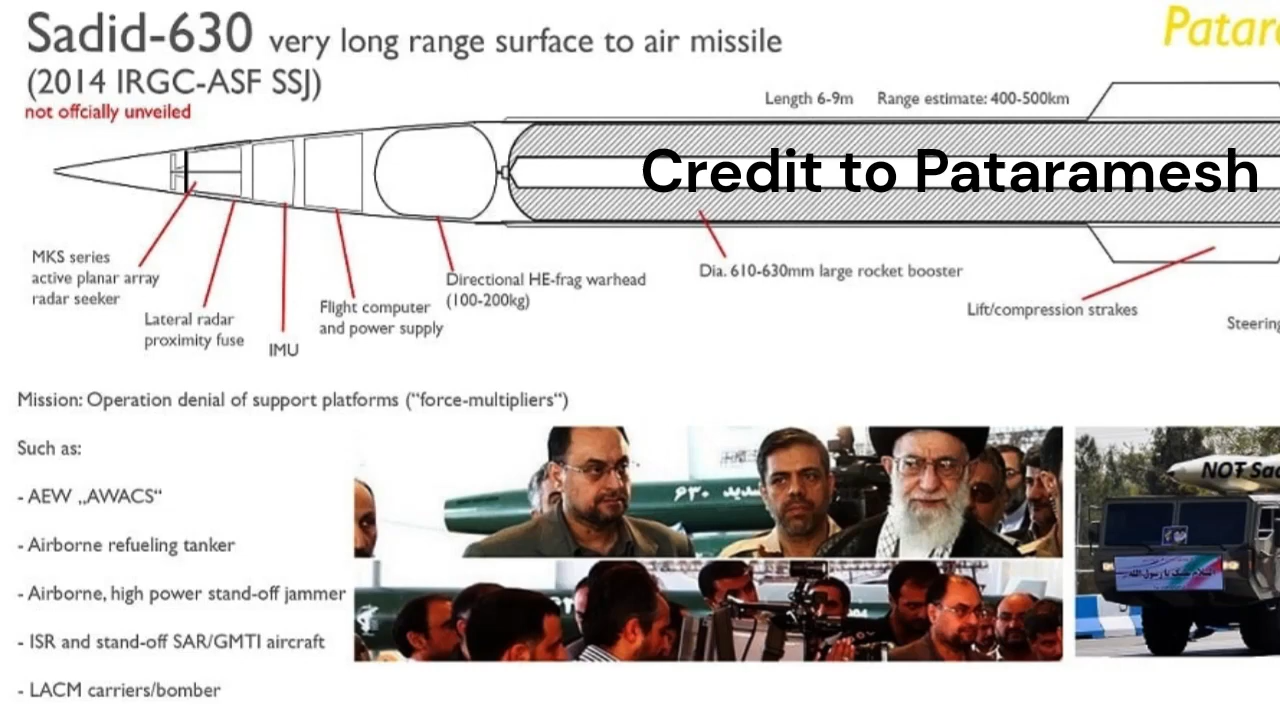 Sadid-630 very long range surface to air missile
(2014 IRGC-ASF SSJ)
not offcially unveiled
Patar
Length 6-9m Range estimate: 400-500km
Credit to Pataramesh
MKS series
active planar array
radar seeker
Lateral radar
proximity fuse
IMU
Flight computer
and power supply
Directional HE-frag warhead
(100-200kg)
Dia. 610-630mm large rocket booster
Lift/compression strakes
Steering
Mission: Operation denial of support platforms ("force-multipliers“)
Such as:
- AEW „AWACS“
- Airborne refueling tanker
- Airborne, high power stand-off jammer
- ISR and stand-off SAR/GMTI aircraft
- LACM carriers/bomber
سدید ۶۳۰
NOT Sad